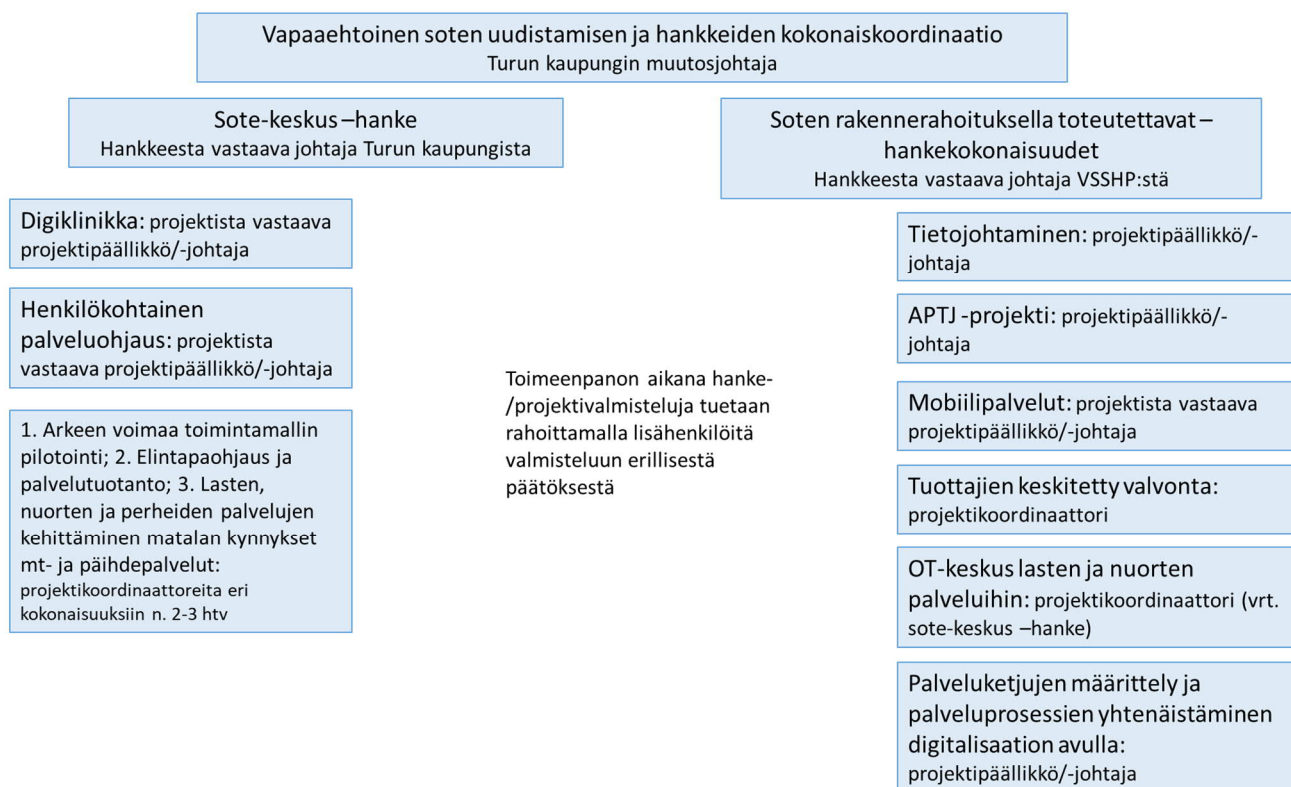 Vapaaehtoinen soten uudistamisen ja hankkeiden kokonaiskoordinaatio
Turun kaupungin muutosjohtaja
Sote-keskus –hanke
Hankkeesta vastaava johtaja Turun kaupungista
Soten rakennerahoituksella toteutettavat –
hankekokonaisuudet
Hankkeesta vastaava johtaja VSSHP:stä
Digiklinikka: projektista vastaava
projektipäällikkö/-johtaja
Henkilökohtainen
palveluohjaus: projektista
vastaava projektipäällikkö/-johtaja
1. Arkeen voimaa toimintamallin
pilotointi; 2. Elintapaohjaus ja
palvelutuotanto; 3. Lasten,
nuorten ja perheiden palvelujen
kehittäminen matalan kynnykset
mt- ja päihdepalvelut:
projektikoordinaattoreita eri
kokonaisuuksiin n. 2-3 htv
Toimeenpanon aikana hanke-
/projektivalmisteluja tuetaan
rahoittamalla lisähenkilöitä
valmisteluun erillisestä
päätöksestä
Tietojohtaminen: projektipäällikkö/-
johtaja
APTJ -projekti: projektipäällikkö/-
johtaja
Mobiilipalvelut: projektista vastaava
projektipäällikkö/-johtaja
Tuottajien keskitetty valvonta:
projektikoordinaattori
OT-keskus lasten ja nuorten
palveluihin: projektikoordinaattori (vrt.
sote-keskus –hanke)
Palveluketjujen määrittely ja
palveluprosessien yhtenäistäminen
digitalisaation avulla:
projektipäällikkö/-johtaja